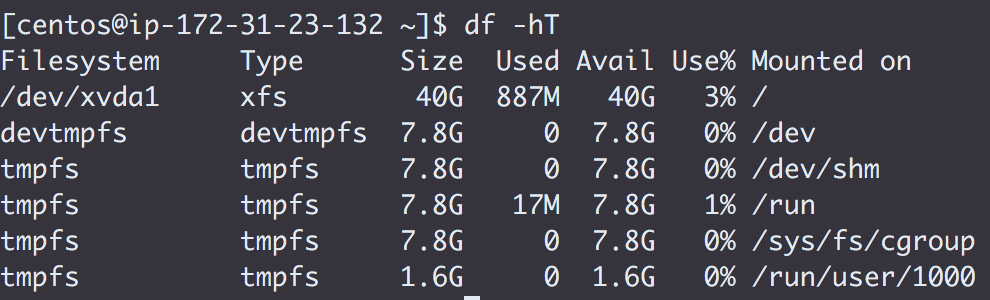 [centos@ip-172-31-23-132 ~]$ df -hT
Filesystem     Type      Size  Used Avail Use% Mounted on
/dev/xvda1     xfs        40G  887M   40G   3% /
devtmpfs       devtmpfs  7.8G     0  7.8G   0% /dev
tmpfs          tmpfs     7.8G     0  7.8G   0% /dev/shm
tmpfs          tmpfs     7.8G   17M  7.8G   1% /run
tmpfs          tmpfs     7.8G     0  7.8G   0% /sys/fs/cgroup
tmpfs          tmpfs     1.6G     0  1.6G   0% /run/user/1000